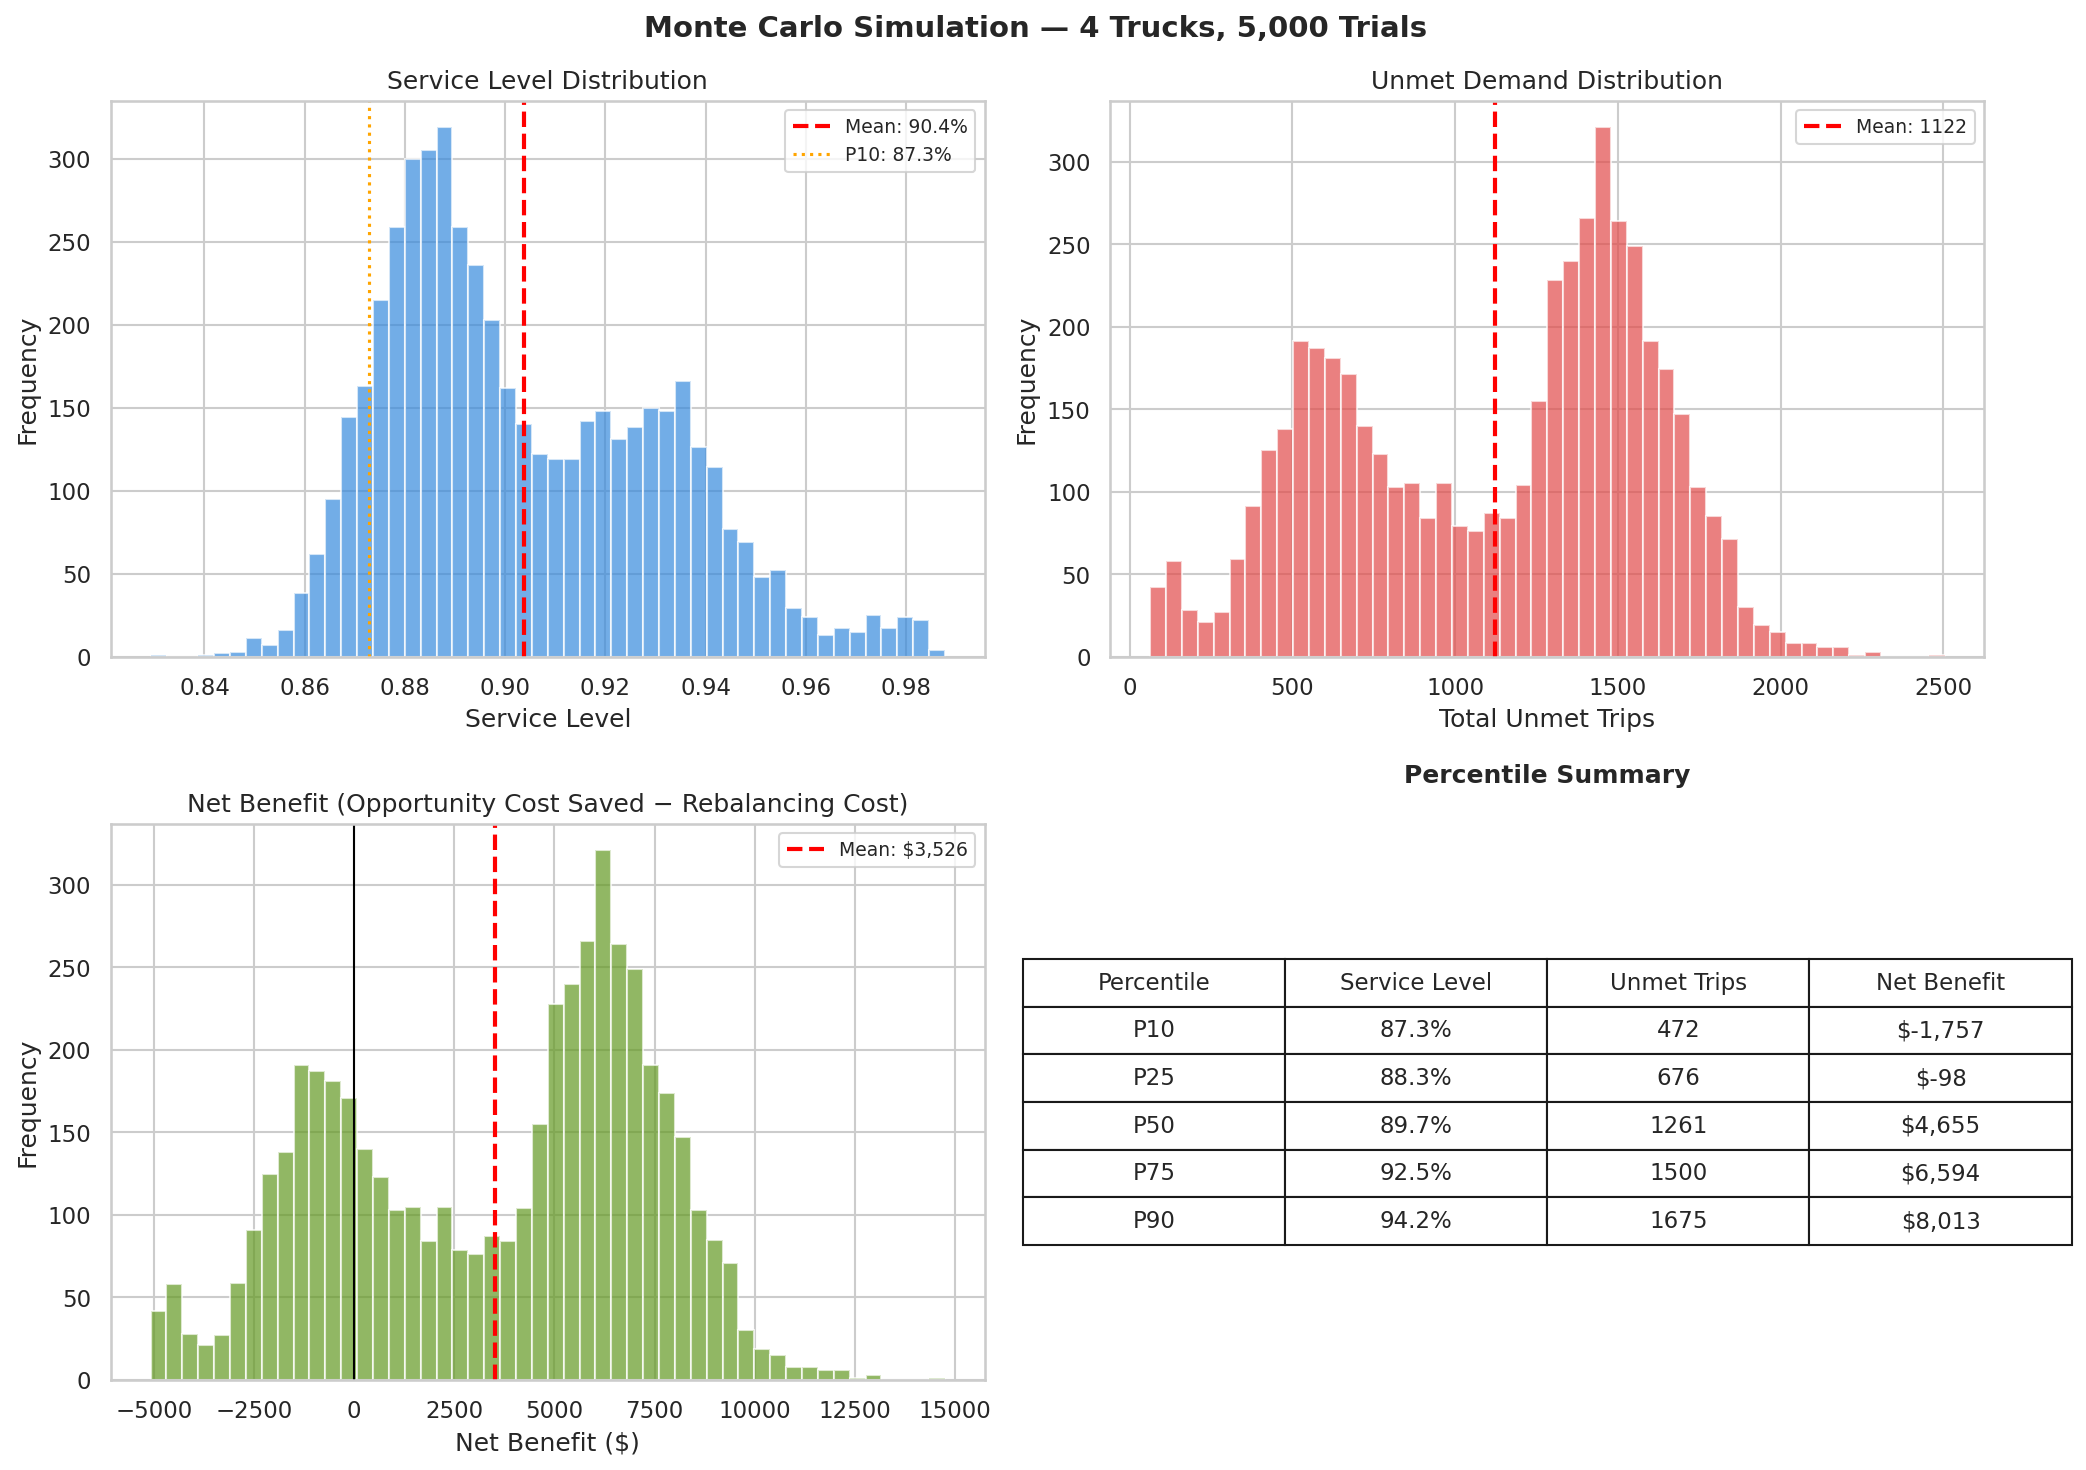 Monte Carlo Simulation — 4 Trucks, 5,000 Trials
Service Level Distribution
Mean: 90.4%
P10: 87.3%
Frequency
0
50
100
150
200
250
300
0.84 0.86 0.88 0.90 0.92 0.94 0.96 0.98
Service Level
Unmet Demand Distribution
Mean: 1122
Frequency
0
50
100
150
200
250
300
0 500 1000 1500 2000 2500
Total Unmet Trips
Net Benefit (Opportunity Cost Saved − Rebalancing Cost)
Mean: $3,526
Frequency
0
50
100
150
200
250
300
−5000 −2500 0 2500 5000 7500 10000 12500 15000
Net Benefit ($)
Percentile Summary
Percentile Service Level Unmet Trips Net Benefit
P10 87.3% 472 $-1,757
P25 88.3% 676 $-98
P50 89.7% 1261 $4,655
P75 92.5% 1500 $6,594
P90 94.2% 1675 $8,013